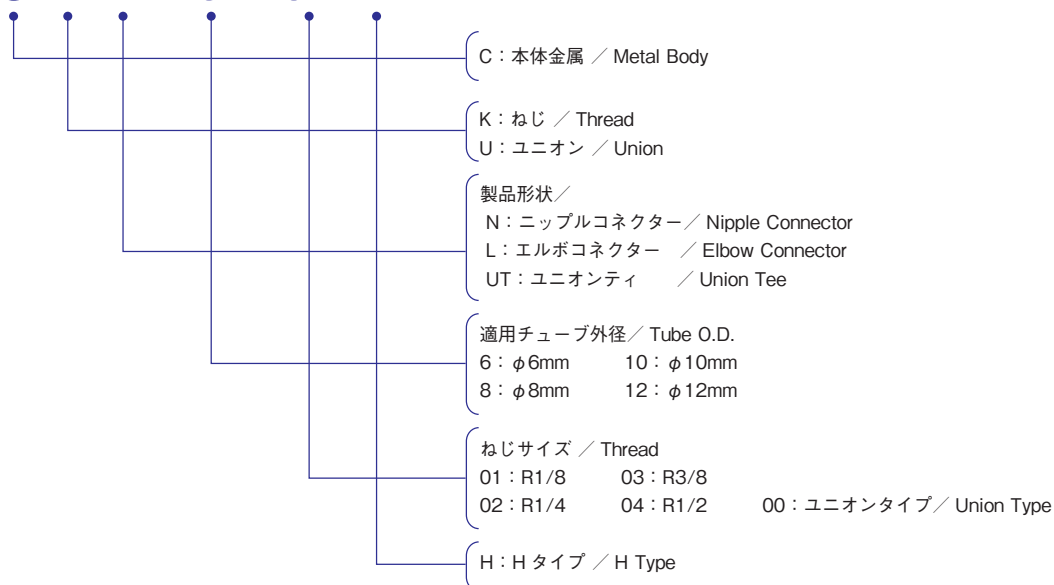 C：本体金属 ／ Metal Body
K：ねじ ／ Thread
U：ユニオン ／ Union
製品形状／
N：ニップルコネクター／ Nipple Connector
L：エルボコネクター ／ Elbow Connector
UT：ユニオンティ ／ Union Tee
適用チューブ外径／ Tube O.D.
6：φ6mm 10：φ10mm
8：φ8mm 12：φ12mm
ねじサイズ ／ Thread
01：R1/8 03：R3/8
02：R1/4 04：R1/2 00：ユニオンタイプ／ Union Type
H：H タイプ ／ H Type